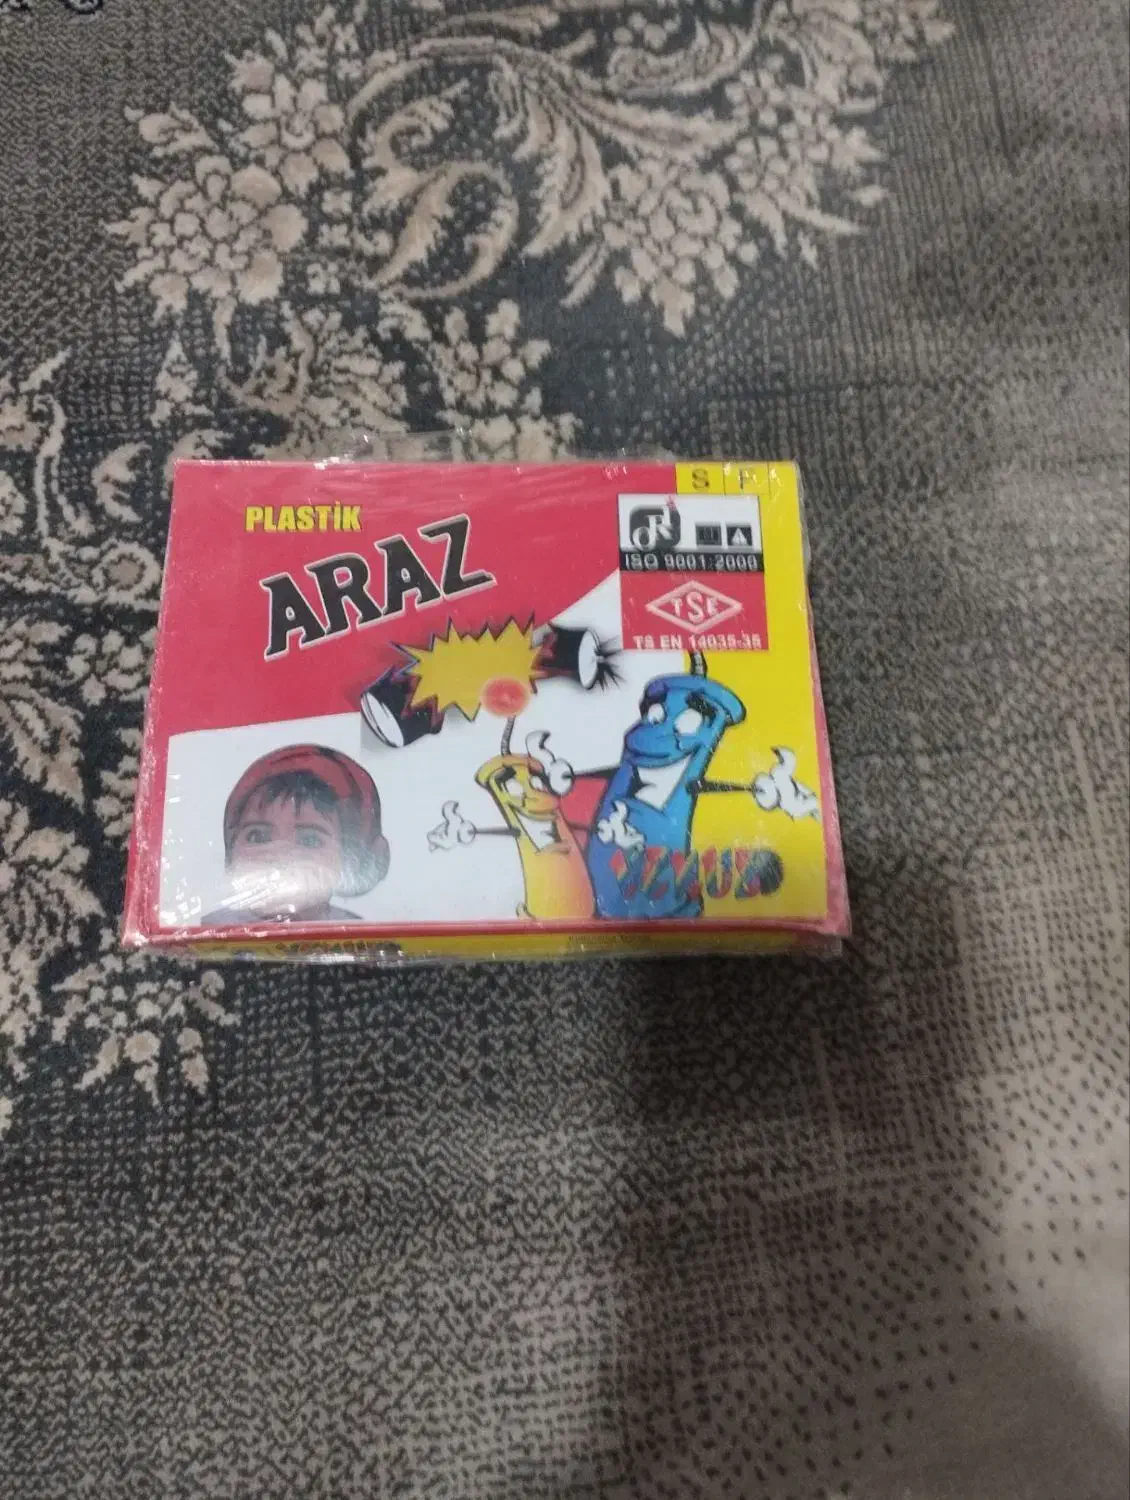 S F
PLASTİK
ARAZ
ISO 9001:2000
TSE
TS EN 14035-35